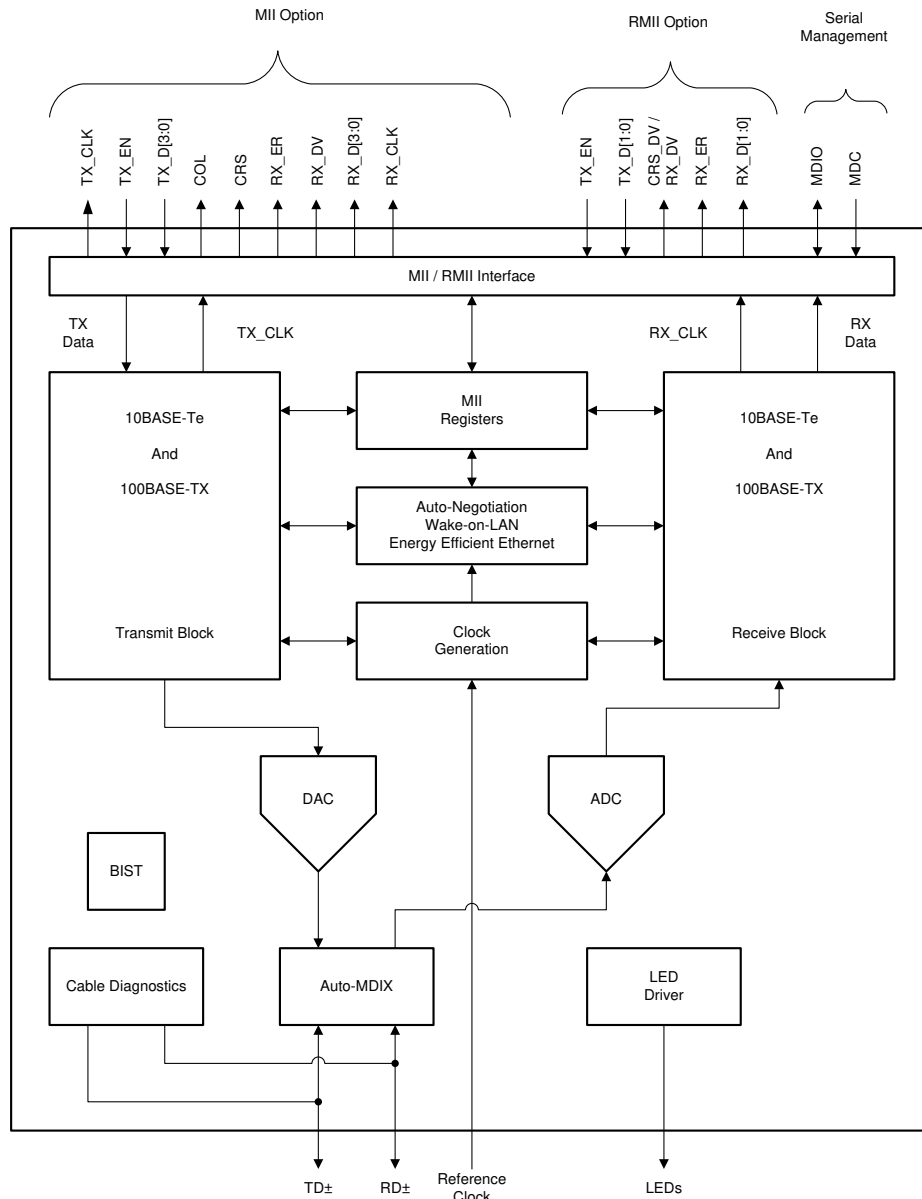 MII Option
RMII Option
Serial
Management
TX_CLK
TX_EN
TX_D[3:0]
COL
CRS
RX_ER
RX_DV
RX_D[3:0]
RX_CLK
TX_EN
TX_D[1:0]
CRS_DV /
RX_DV
RX_ER
RX_D[1:0]
MDIO
MDC
MII / RMII Interface
TX
Data
TX_CLK
RX_CLK
RX
Data
10BASE-Te
And
100BASE-TX
Transmit Block
MII
Registers
Auto-Negotiation
Wake-on-LAN
Energy Efficient Ethernet
Clock
Generation
10BASE-Te
And
100BASE-TX
Receive Block
DAC
ADC
BIST
Cable Diagnostics
Auto-MDIX
LED
Driver
TD±
RD±
Reference
Clock
LEDs